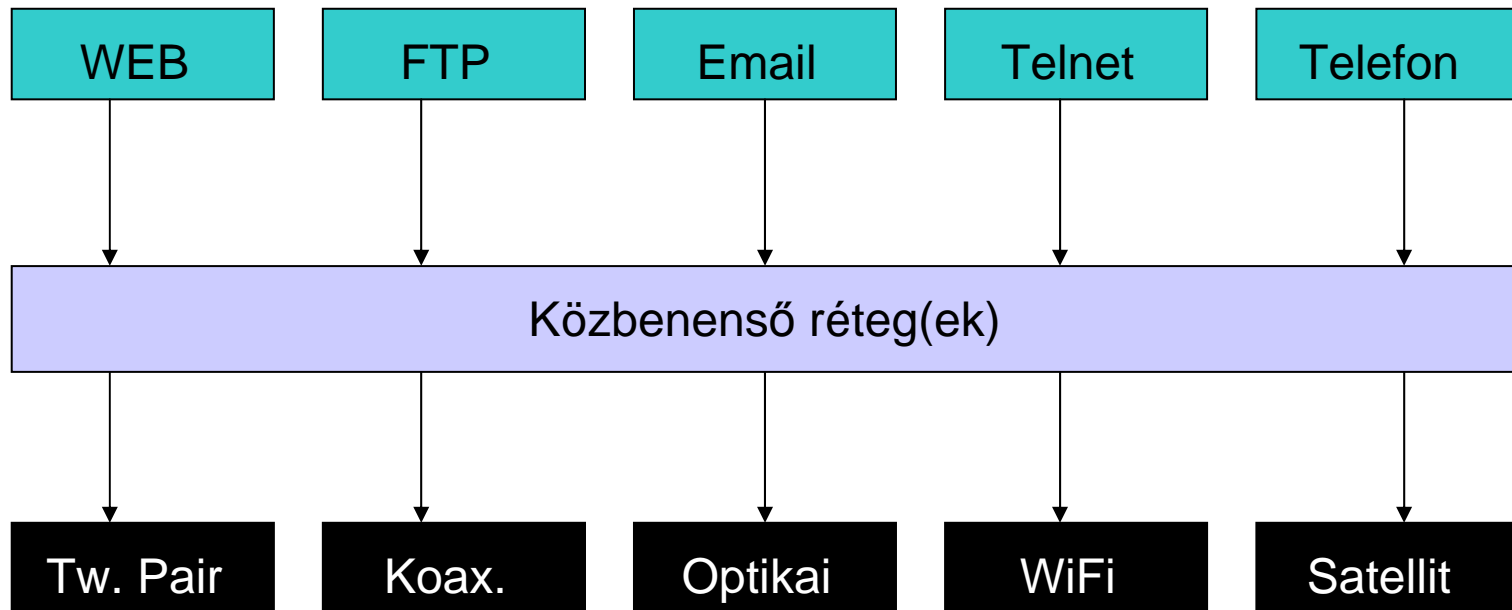 WEB FTP Email Telnet Telefon
Közbenenső réteg(ek)
Tw. Pair Koax. Optikai WiFi Satellit